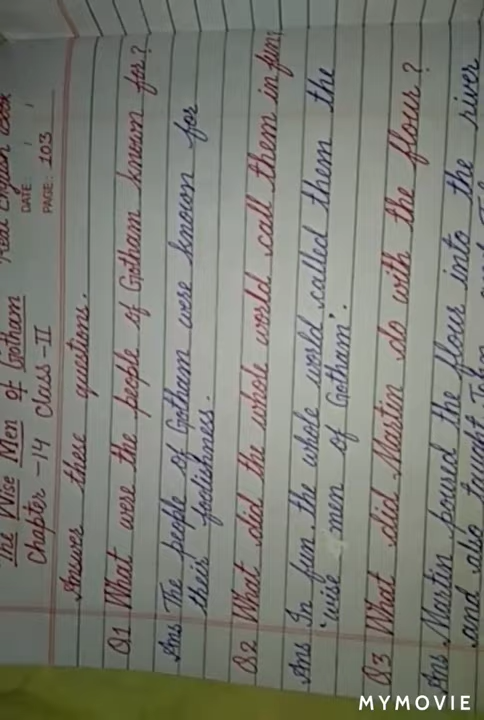 The Wise Men of Gotham
Chapter - 14 Class - II
DATE: / /
PAGE: 103
Answer these questions.
Q1 What were the people of Gotham known for?
Ans The people of Gotham were known for
their foolishness.
Q2 What did the whole world call them in fun?
Ans In fun the whole world called them the
'wise men of Gotham'.
Q3 What did Martin do with the flour?
Ans Martin poured the flour into the river
and also taught John
MYMOVIE